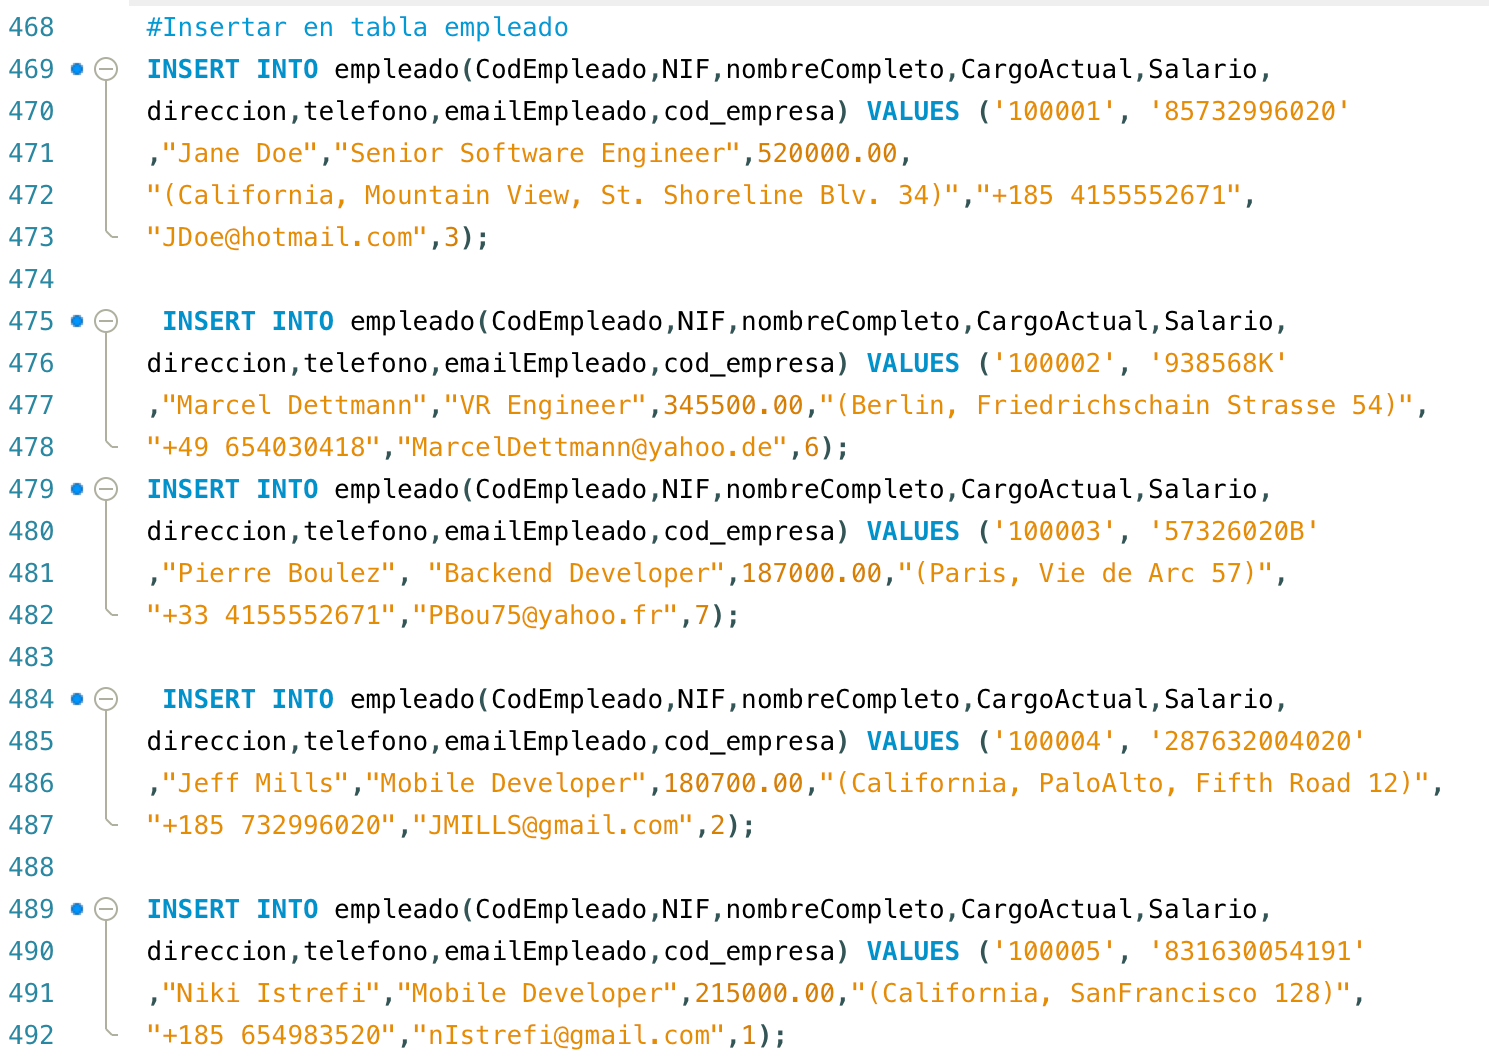 468 #Insertar en tabla empleado
469 INSERT INTO empleado(CodEmpleado,NIF,nombreCompleto,CargoActual,Salario,
470 direccion,telefono,emailEmpleado,cod_empresa) VALUES ('100001', '85732996020'
471 ,"Jane Doe","Senior Software Engineer",520000.00,
472 "(California, Mountain View, St. Shoreline Blv. 34)","+185 4155552671",
473 "JDoe@hotmail.com",3);
474
475 INSERT INTO empleado(CodEmpleado,NIF,nombreCompleto,CargoActual,Salario,
476 direccion,telefono,emailEmpleado,cod_empresa) VALUES ('100002', '938568K'
477 ,"Marcel Dettmann","VR Engineer",345500.00,"(Berlin, Friedrichschain Strasse 54)",
478 "+49 654030418","MarcelDettmann@yahoo.de",6);
479 INSERT INTO empleado(CodEmpleado,NIF,nombreCompleto,CargoActual,Salario,
480 direccion,telefono,emailEmpleado,cod_empresa) VALUES ('100003', '57326020B'
481 ,"Pierre Boulez", "Backend Developer",187000.00,"(Paris, Vie de Arc 57)",
482 "+33 4155552671","PBou75@yahoo.fr",7);
483
484 INSERT INTO empleado(CodEmpleado,NIF,nombreCompleto,CargoActual,Salario,
485 direccion,telefono,emailEmpleado,cod_empresa) VALUES ('100004', '287632004020'
486 ,"Jeff Mills","Mobile Developer",180700.00,"(California, PaloAlto, Fifth Road 12)",
487 "+185 732996020","JMILLS@gmail.com",2);
488
489 INSERT INTO empleado(CodEmpleado,NIF,nombreCompleto,CargoActual,Salario,
490 direccion,telefono,emailEmpleado,cod_empresa) VALUES ('100005', '831630054191'
491 ,"Niki Istrefi","Mobile Developer",215000.00,"(California, SanFrancisco 128)",
492 "+185 654983520","nIstrefi@gmail.com",1);